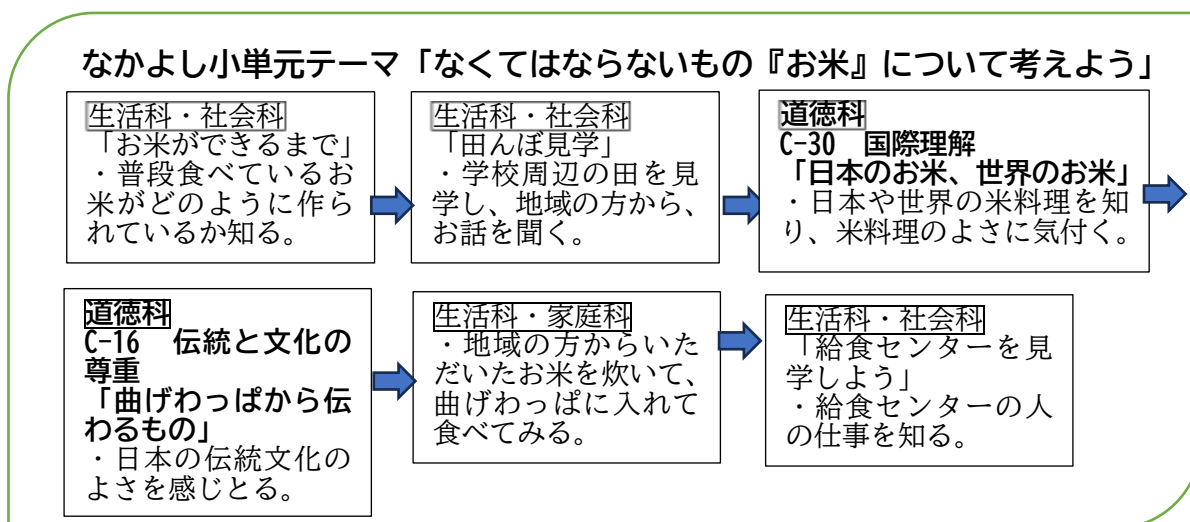 なかよし小単元テーマ「なくてはならないもの『お米』について考えよう」
生活科・社会科
「お米ができるまで」
・普段食べているお
米がどのように作ら
れているか知る。
生活科・社会科
「田んぼ見学」
・学校周辺の田を見
学し、地域の方から、
お話を聞く。
道徳科
C-30 国際理解
「日本のお米、世界のお米」
・日本や世界の米料理を知
り、米料理のよさに気付く。
道徳科
C-16 伝統と文化の
尊重
「曲げわっぱから伝
わるもの」
・日本の伝統文化の
よさを感じとる。
生活科・家庭科
・地域の方からいた
だいたお米を炊いて、
曲げわっぱに入れて
食べてみる。
生活科・社会科
「給食センターを見
学しよう」
・給食センターの人
の仕事を知る。